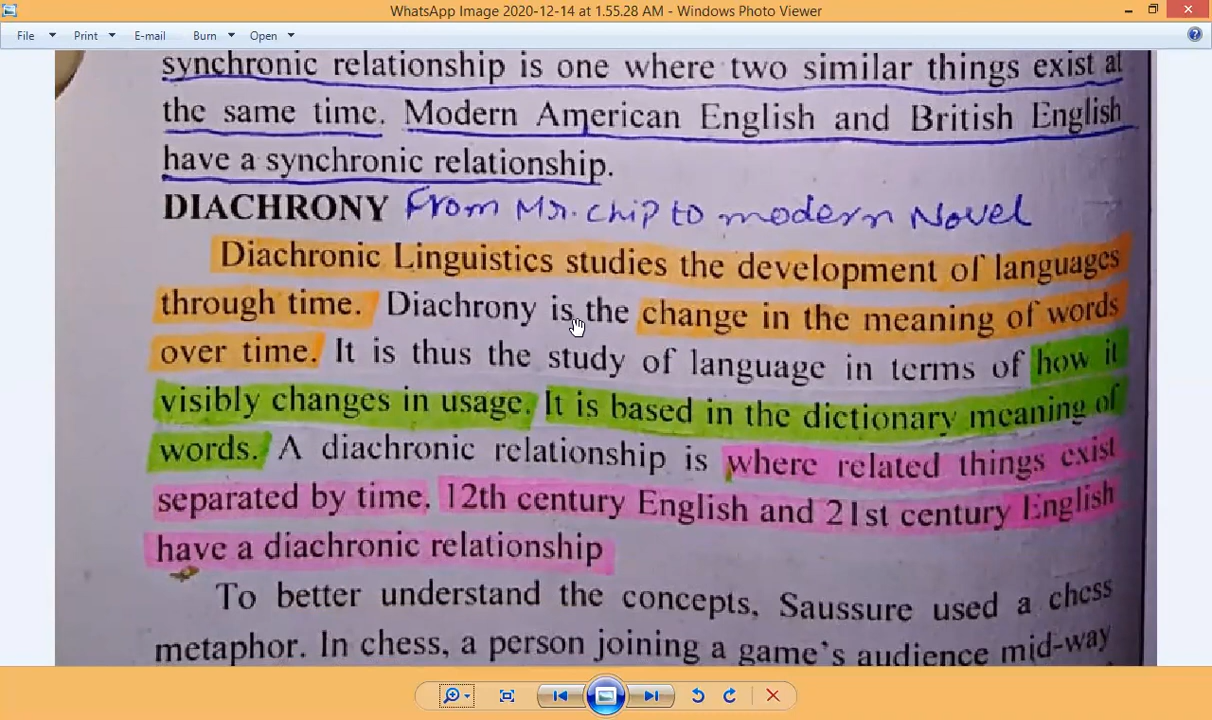 WhatsApp Image 2020-12-14 at 1.55.28 AM - Windows Photo Viewer
File Print E-mail Burn Open
synchronic relationship is one where two similar things exist at
the same time. Modern American English and British English
have a synchronic relationship.
DIACHRONY From Mr. chip to modern Novel
Diachronic Linguistics studies the development of languages
through time. Diachrony is the change in the meaning of words
over time. It is thus the study of language in terms of how it
visibly changes in usage. It is based in the dictionary meaning of
words. A diachronic relationship is where related things exist
separated by time. 12th century English and 21st century English
have a diachronic relationship
To better understand the concepts, Saussure used a chess
metaphor. In chess, a person joining a game's audience mid-way